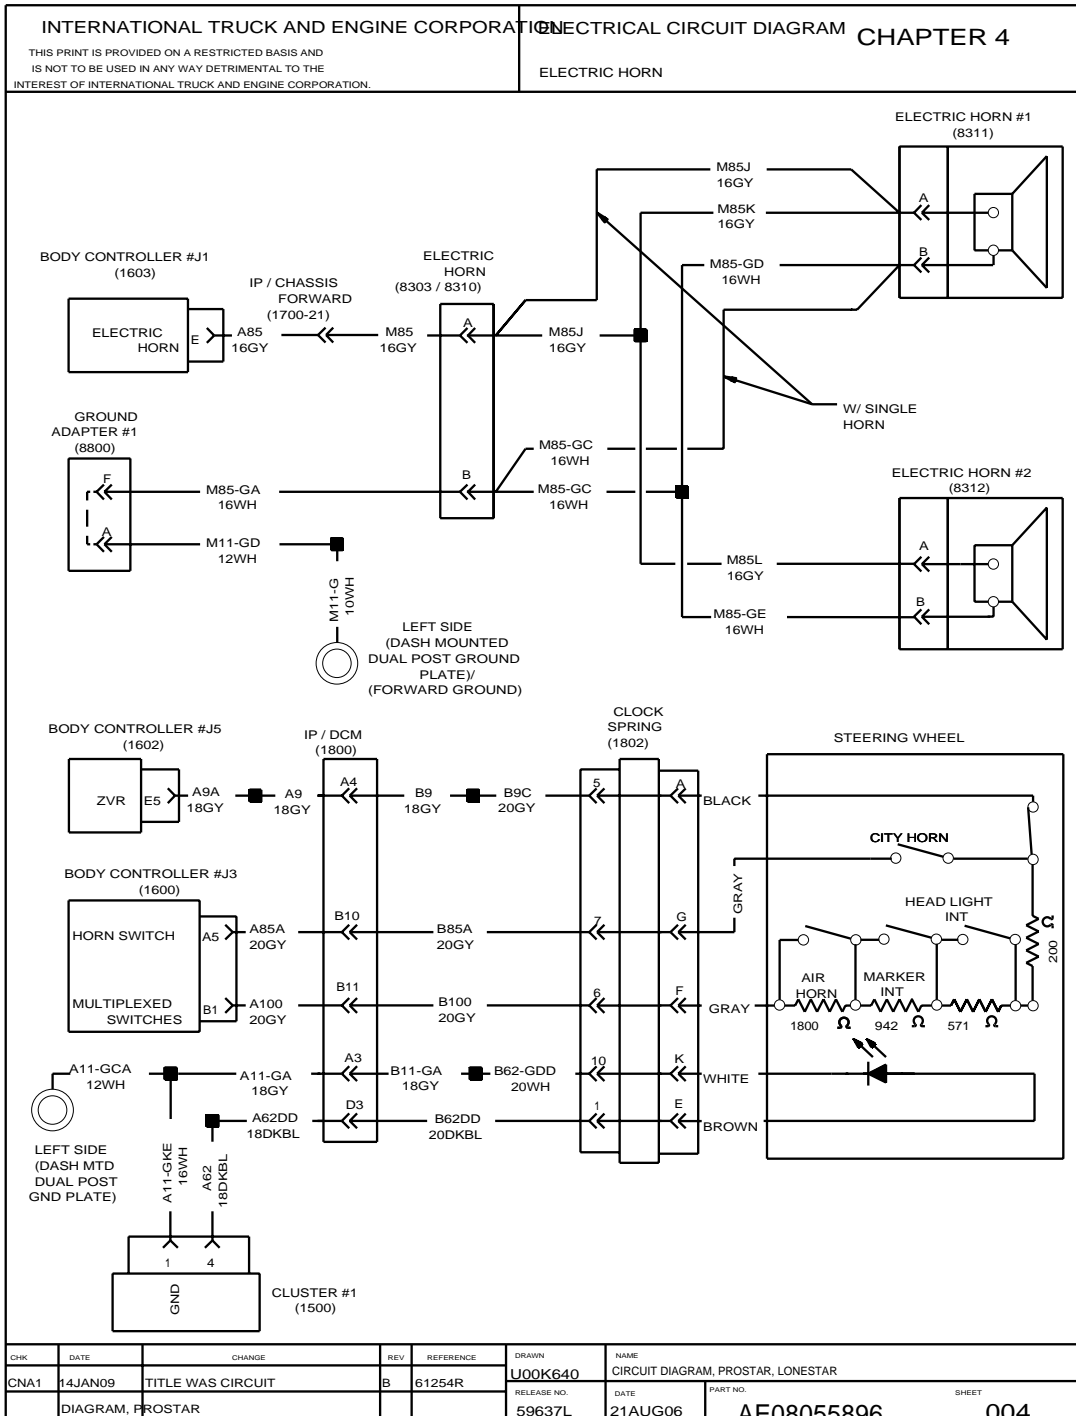 INTERNATIONAL TRUCK AND ENGINE CORPORATION
THIS PRINT IS PROVIDED ON A RESTRICTED BASIS AND
IS NOT TO BE USED IN ANY WAY DETRIMENTAL TO THE
INTEREST OF INTERNATIONAL TRUCK AND ENGINE CORPORATION.
ELECTRICAL CIRCUIT DIAGRAM
CHAPTER 4
ELECTRIC HORN
ELECTRIC HORN #1
(8311)
M85J
16GY
A
M85K
16GY
B
M85-GD
16WH
BODY CONTROLLER #J1
(1603)
ELECTRIC
HORN
E
A85
16GY
IP / CHASSIS
FORWARD
(1700-21)
M85
16GY
ELECTRIC
HORN
(8303 / 8310)
A
M85J
16GY
W/ SINGLE
HORN
GROUND
ADAPTER #1
(8800)
F
M85-GA
16WH
B
M85-GC
16WH
M85-GC
16WH
A
M11-GD
12WH
M11-G
10WH
LEFT SIDE
(DASH MOUNTED
DUAL POST GROUND
PLATE)/
(FORWARD GROUND)
ELECTRIC HORN #2
(8312)
A
M85L
16GY
B
M85-GE
16WH
BODY CONTROLLER #J5
(1602)
ZVR
E5
A9A
18GY
A9
18GY
IP / DCM
(1800)
A4
B9
18GY
B9C
20GY
CLOCK
SPRING
(1802)
5
A
BLACK
STEERING WHEEL
CITY HORN
GRAY
HEAD LIGHT
INT
Ω
200
BODY CONTROLLER #J3
(1600)
HORN SWITCH
A5
A85A
20GY
B10
B85A
20GY
7
G
MULTIPLEXED
SWITCHES
B1
A100
20GY
B11
B100
20GY
6
F
GRAY
AIR
HORN
1800 Ω
MARKER
INT
942 Ω
571 Ω
A11-GCA
12WH
A11-GA
18GY
A3
B11-GA
18GY
B62-GDD
20WH
10
K
WHITE
A62DD
18DKBL
D3
B62DD
20DKBL
1
E
BROWN
LEFT SIDE
(DASH MTD
DUAL POST
GND PLATE)
A11-GKE
16WH
A62
18DKBL
1
4
GND
CLUSTER #1
(1500)
CHK DATE CHANGE REV REFERENCE
CNA1 14JAN09 TITLE WAS CIRCUIT B 61254R
DIAGRAM, PROSTAR
DRAWN
U00K640
NAME
CIRCUIT DIAGRAM, PROSTAR, LONESTAR
RELEASE NO.
59637L
DATE
21AUG06
PART NO.
AE08055896
SHEET
004